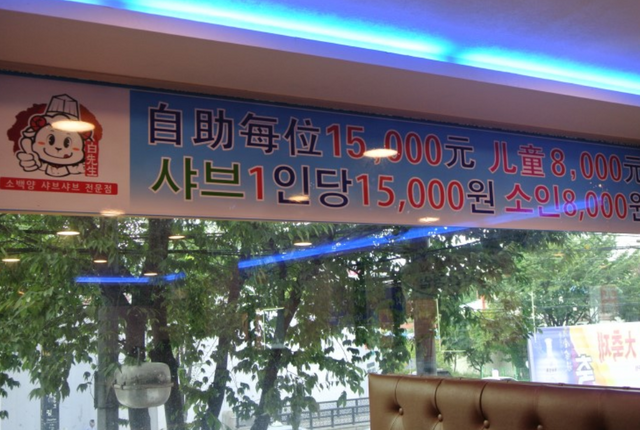 自助每位15,000元 儿童8,000元
샤브1인당15,000원 소인8,000원
白先生
소백양 샤브샤브 전문점